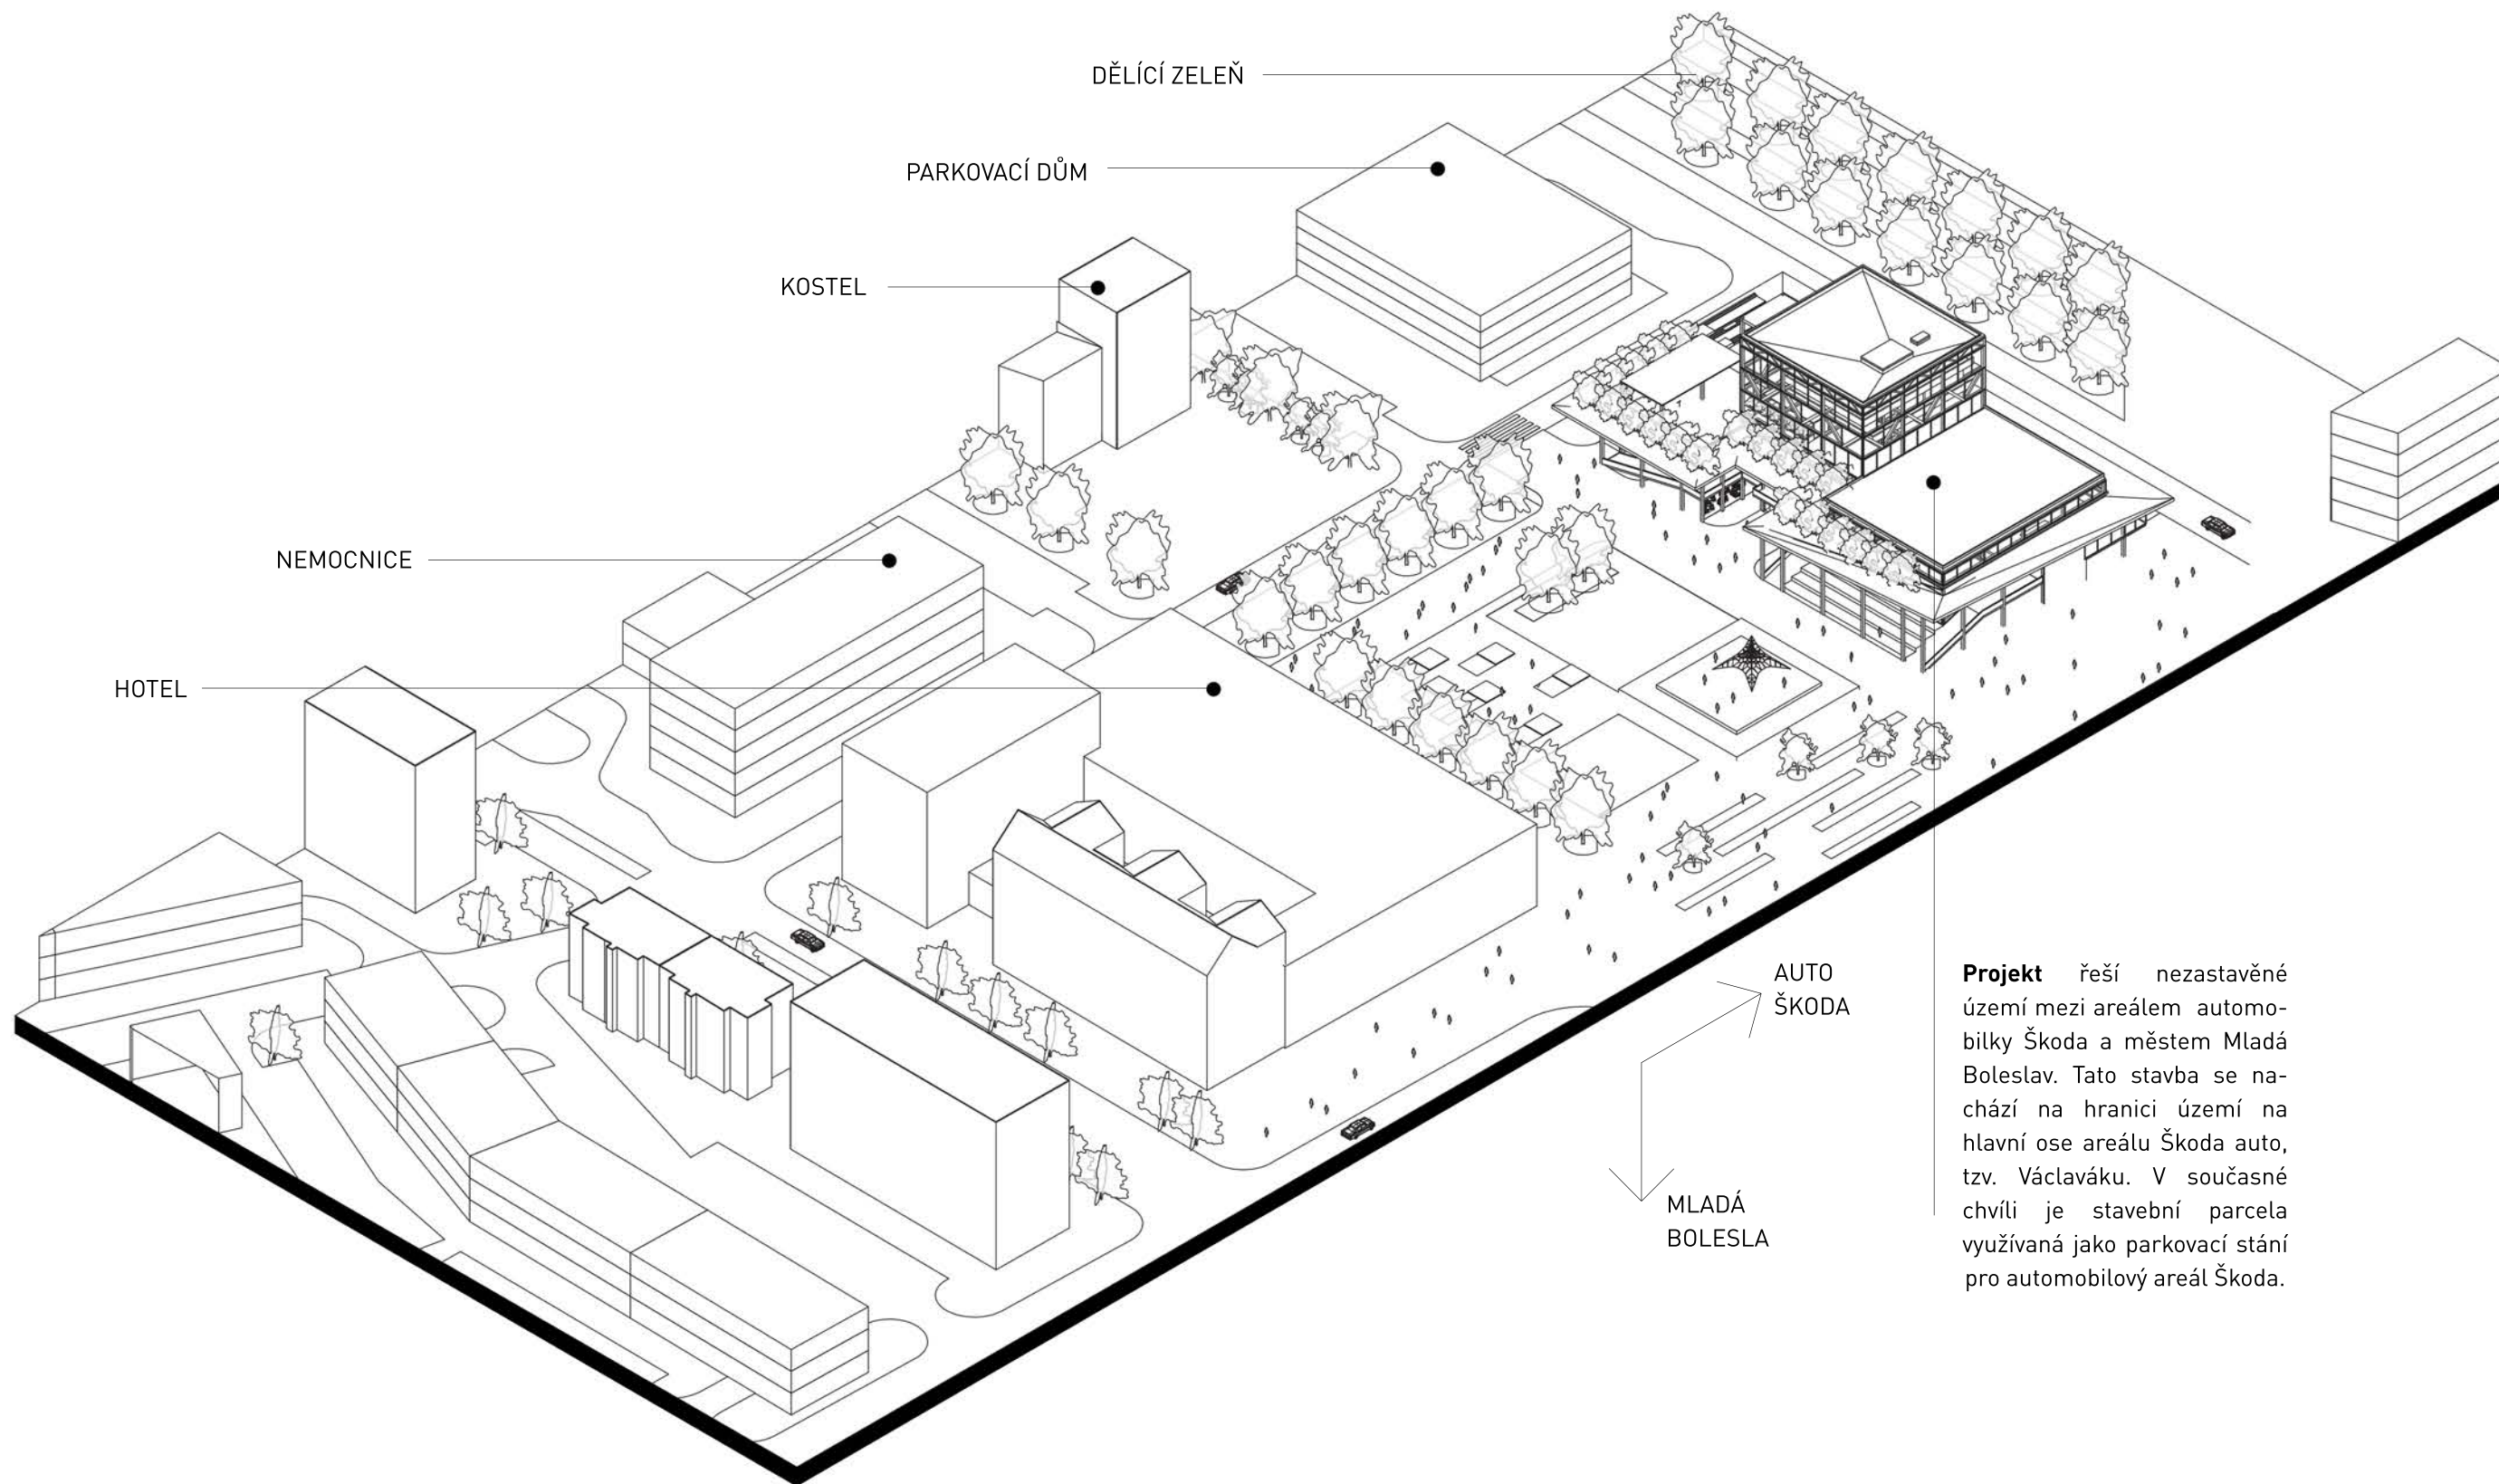 DĚLÍCÍ ZELEŇ
PARKOVACÍ DŮM
KOSTEL
NEMOCNICE
HOTEL
AUTO
ŠKODA
MLADÁ
BOLESLA
Projekt řeší nezastavěné
území mezi areálem automo-
bilky Škoda a městem Mladá
Boleslav. Tato stavba se na-
chází na hranici území na
hlavní ose areálu Škoda auto,
tzv. Václaváku. V současné
chvíli je stavební parcela
využívaná jako parkovací stání
pro automobilový areál Škoda.